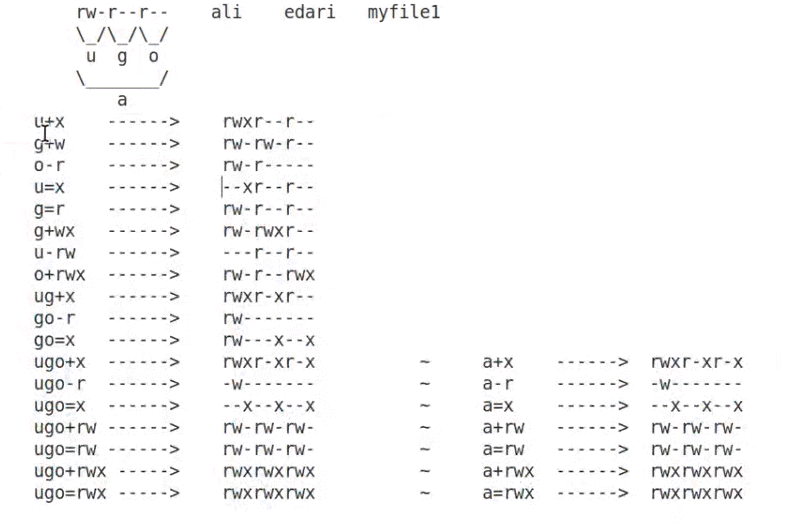 rw-r--r-- ali edari myfile1
\_/\_/\_/
u g o
\_______/
a
u+x ------> rwxr--r--
g+w ------> rw-rw-r--
o-r ------> rw-r-----
u=x ------> --xr--r--
g=r ------> rw-r--r--
g+wx ------> rw-rwxr--
u-rw ------> ---r--r--
o+rwx ------> rw-r--rwx
ug+x ------> rwxr-xr--
go-r ------> rw-------
go=x ------> rw---x--x
ugo+x ------> rwxr-xr-x ~ a+x ------> rwxr-xr-x
ugo-r ------> -w------- ~ a-r ------> -w-------
ugo=x ------> --x--x--x ~ a=x ------> --x--x--x
ugo+rw ------> rw-rw-rw- ~ a+rw ------> rw-rw-rw-
ugo=rw ------> rw-rw-rw- ~ a=rw ------> rw-rw-rw-
ugo+rwx -----> rwxrwxrwx ~ a+rwx ------> rwxrwxrwx
ugo=rwx -----> rwxrwxrwx ~ a=rwx ------> rwxrwxrwx